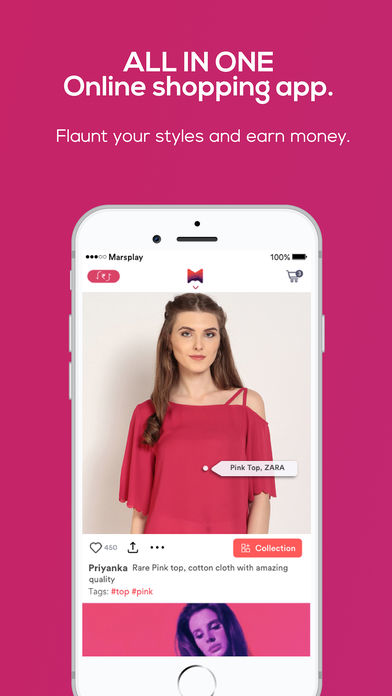 ALL IN ONE
Online shopping app.
Flaunt your styles and earn money.
Marsplay
100%
₹
3
Pink Top, ZARA
450
Collection
Priyanka Rare Pink top, cotton cloth with amazing
quality
Tags: #top #pink